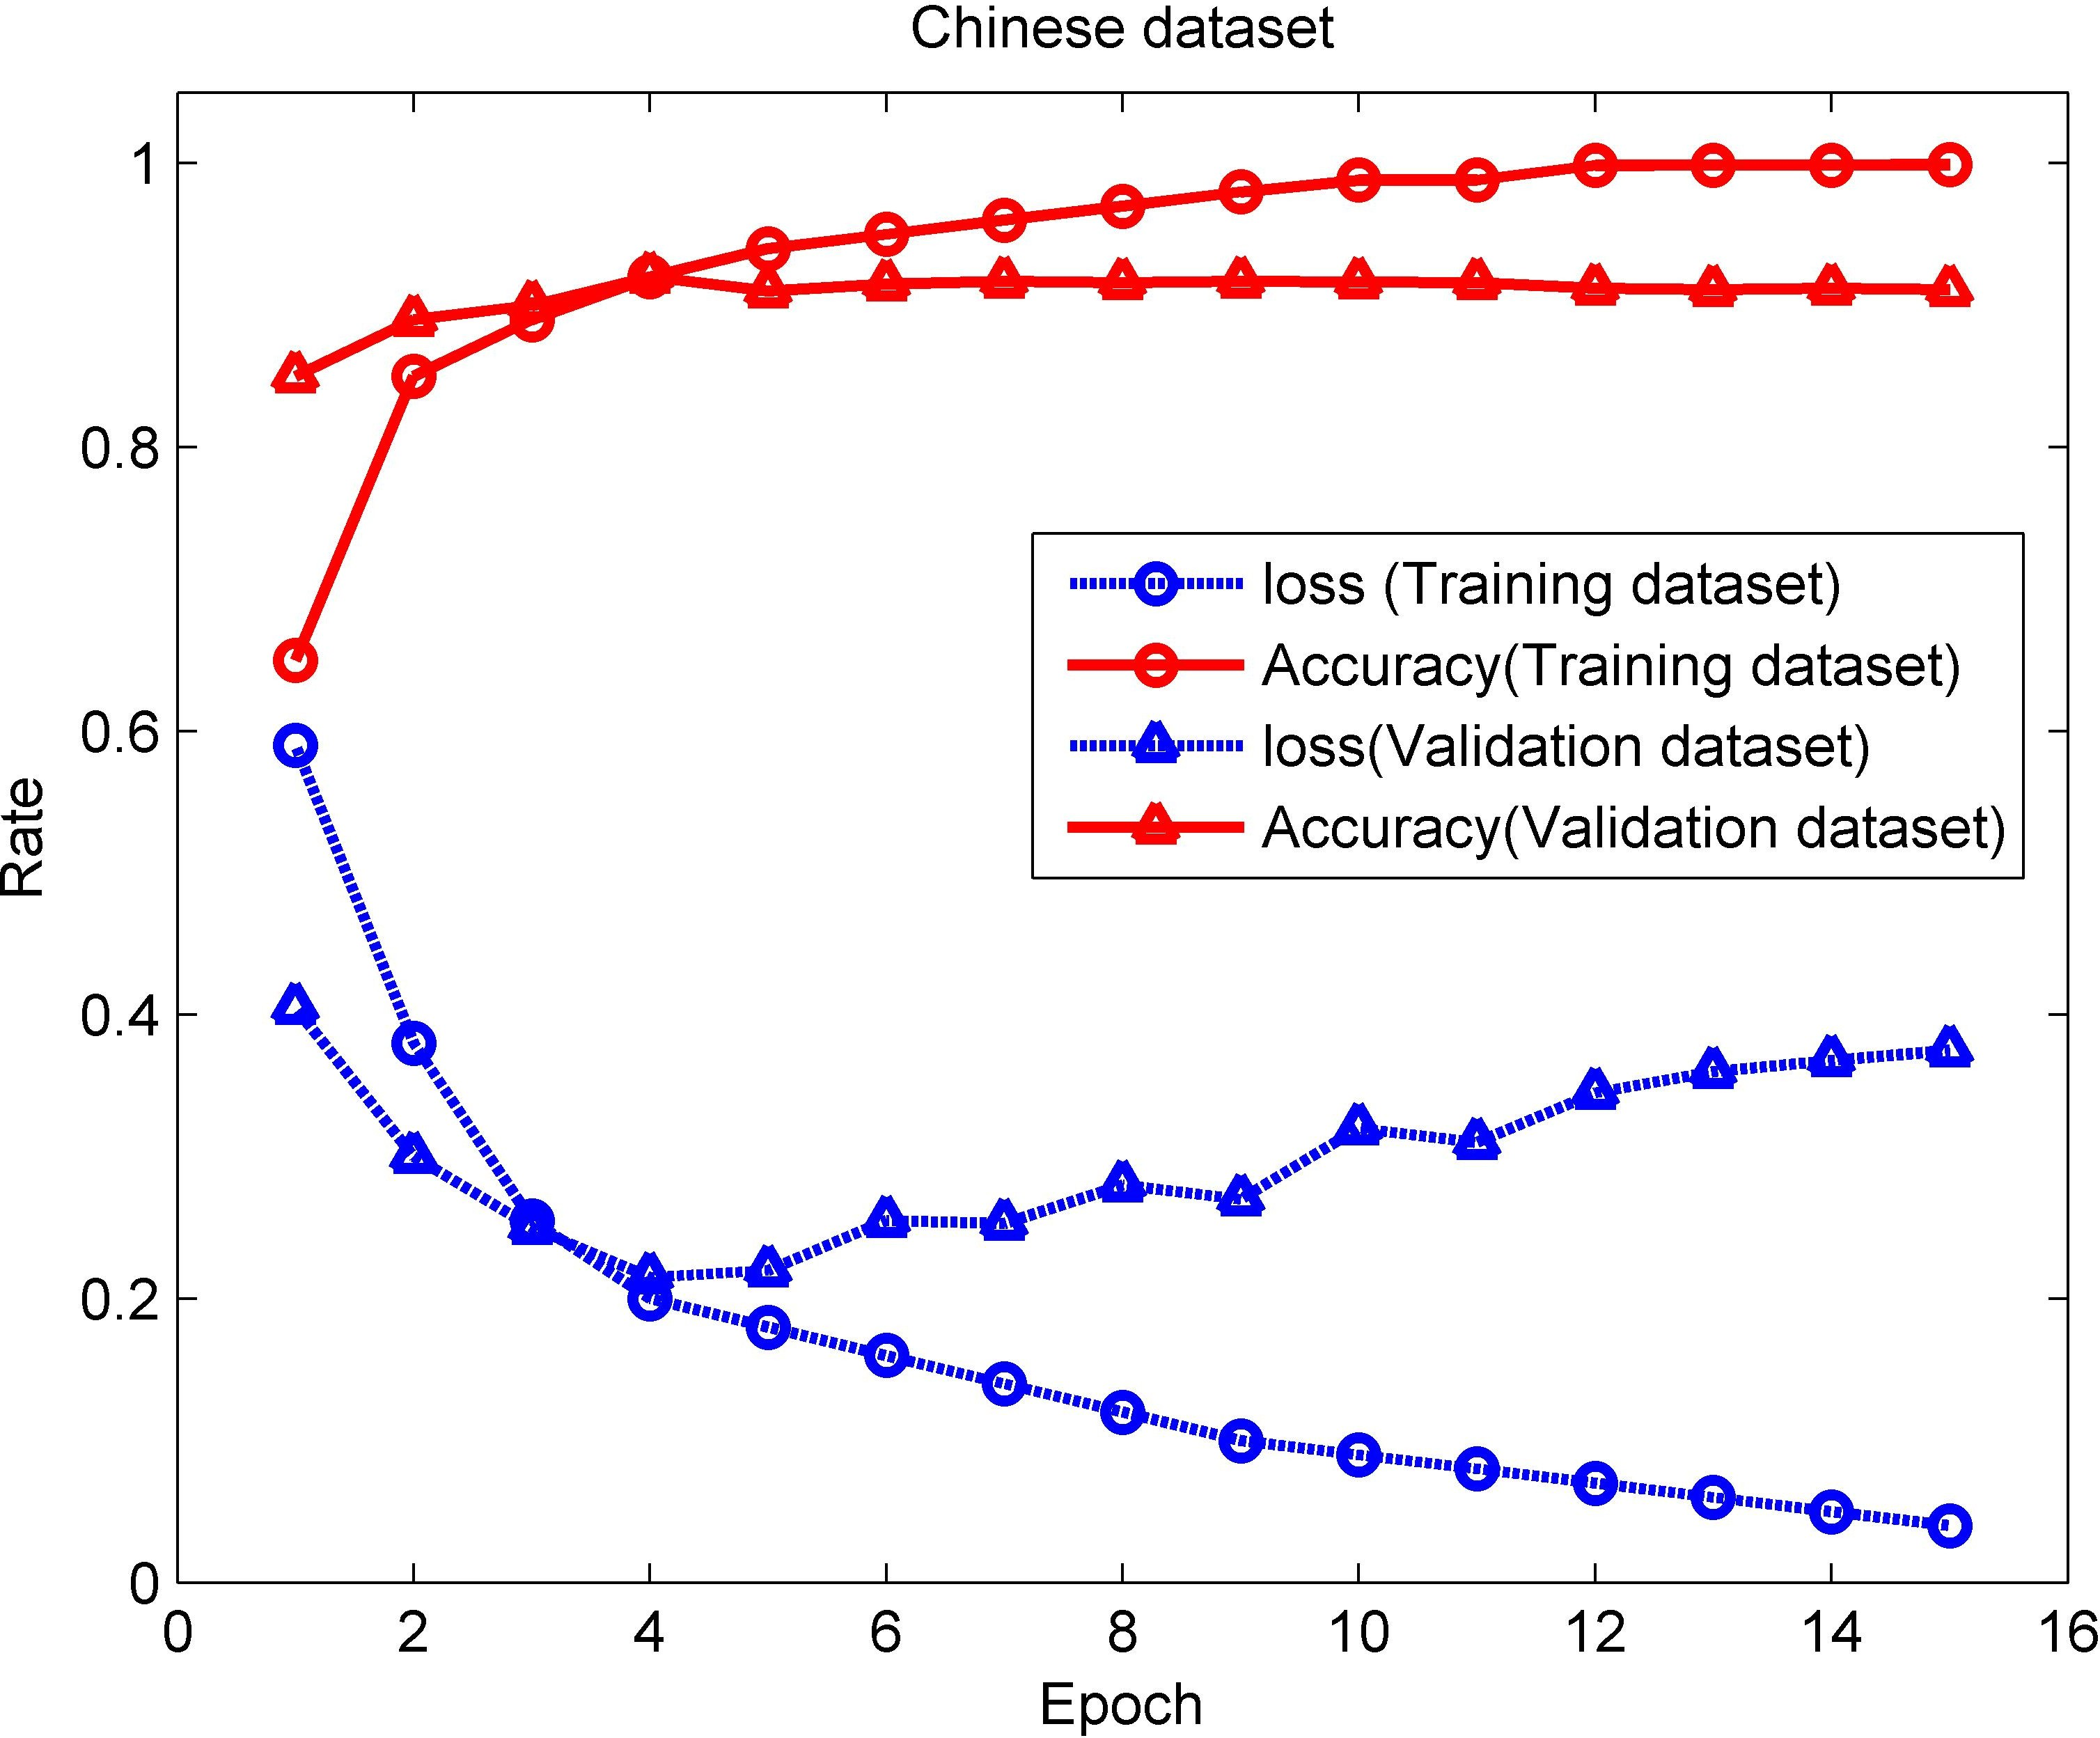 Chinese dataset
1
0.8
0.6
0.4
0.2
0
Rate
loss (Training dataset)
Accuracy(Training dataset)
loss(Validation dataset)
Accuracy(Validation dataset)
0 2 4 6 8 10 12 14 16
Epoch